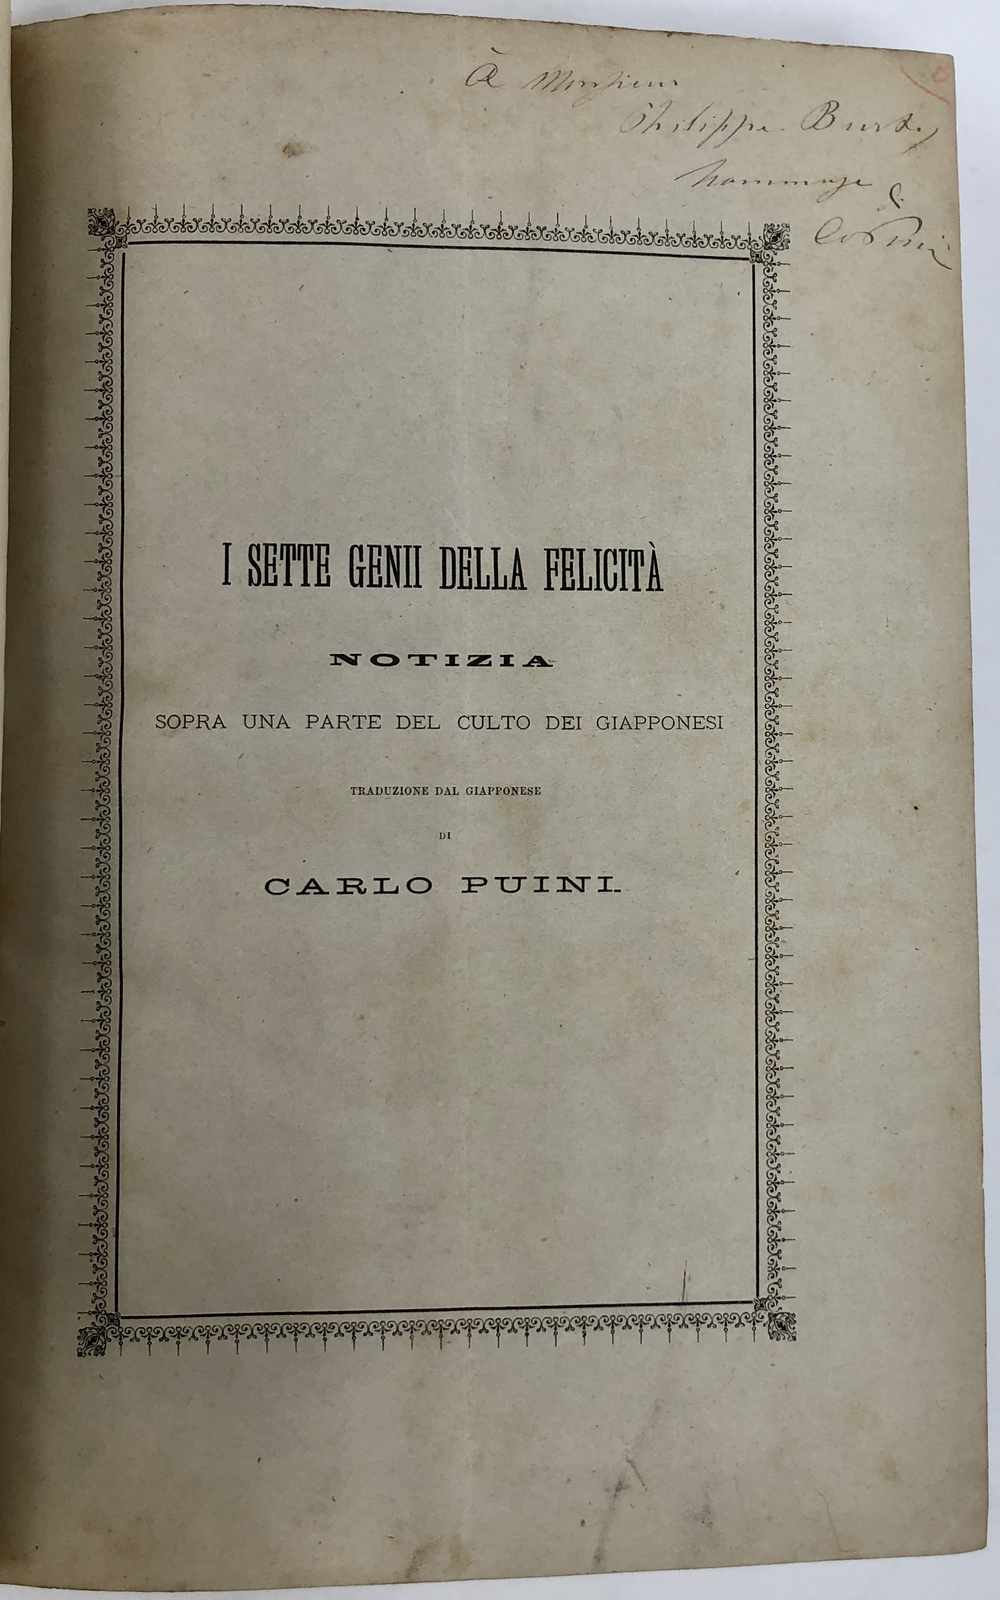 À Monsieur
Philippe Burty
hommage
I SETTE GENII DELLA FELICITÀ
NOTIZIA
SOPRA UNA PARTE DEL CULTO DEI GIAPPONESI
TRADUZIONE DAL GIAPPONESE
DI
CARLO PUINI.